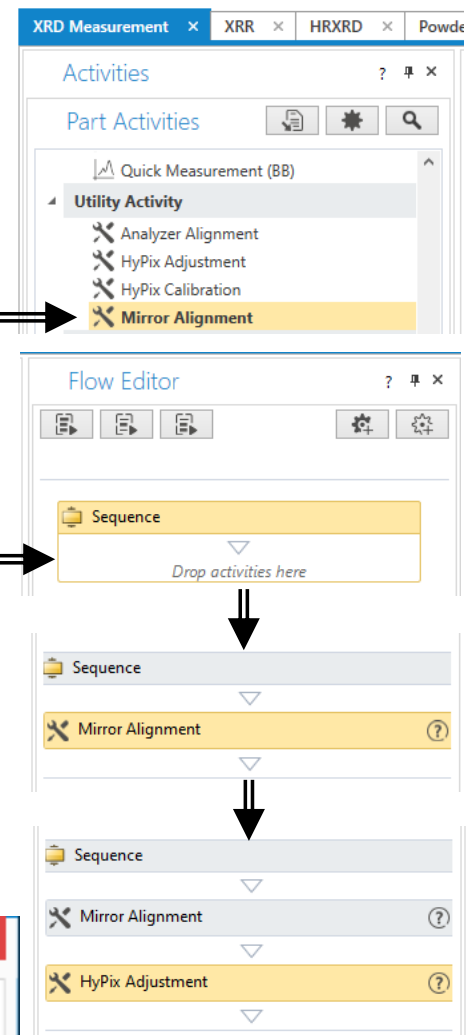 XRD Measurement × XRR × HRXRD × Powde
Activities ? ×
Part Activities
Quick Measurement (BB)
Utility Activity
Analyzer Alignment
HyPix Adjustment
HyPix Calibration
Mirror Alignment
Flow Editor ? ×
Sequence
Drop activities here
Sequence
Mirror Alignment ?
Sequence
Mirror Alignment ?
HyPix Adjustment ?